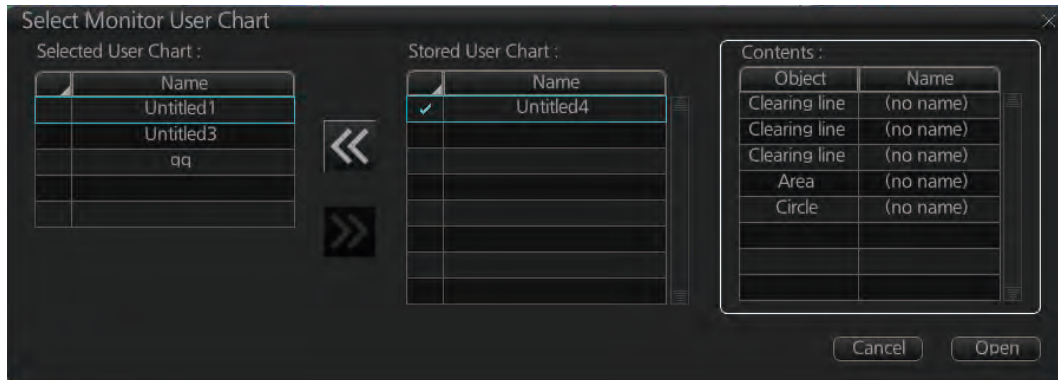 Select Monitor User Chart
Selected User Chart :
Name
Untitled1
Untitled3
qq
Stored User Chart :
Name
Untitled4
Contents :
Object Name
Clearing line (no name)
Clearing line (no name)
Clearing line (no name)
Area (no name)
Circle (no name)
Cancel Open